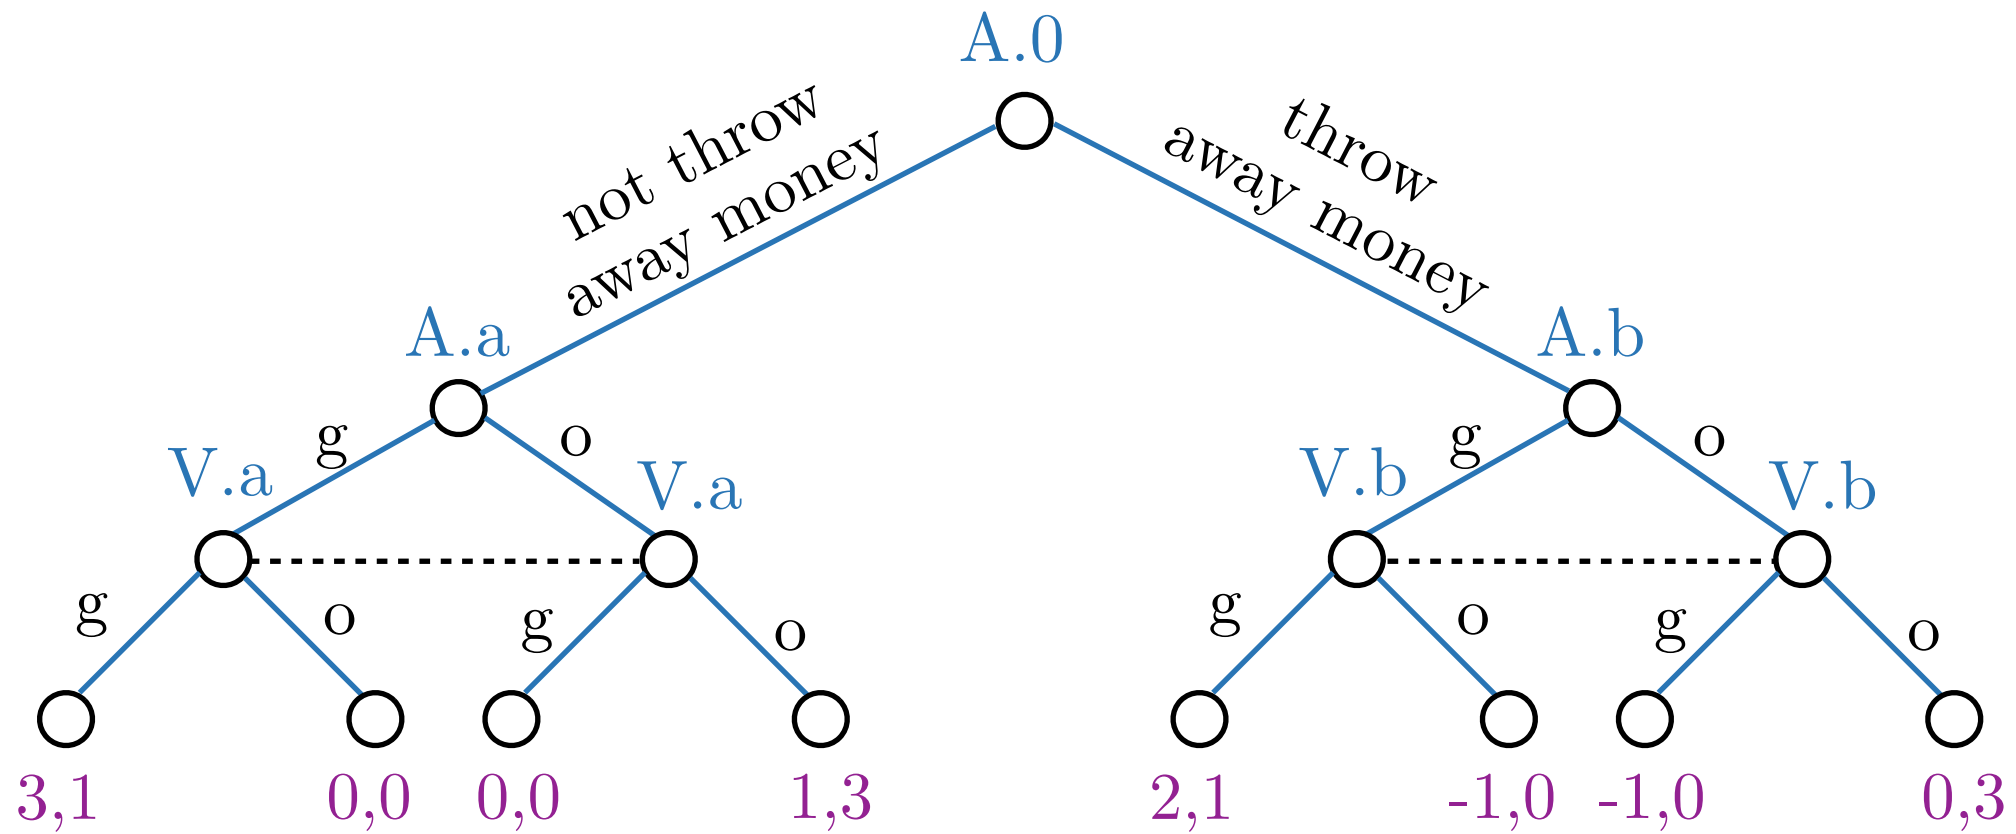 A.0
not throw
away money
throw
away money
A.a
A.b
g
o
g
o
V.a
V.a
V.b
V.b
g
o
g
o
g
o
g
o
3,1
0,0
0,0
1,3
2,1
-1,0
-1,0
0,3